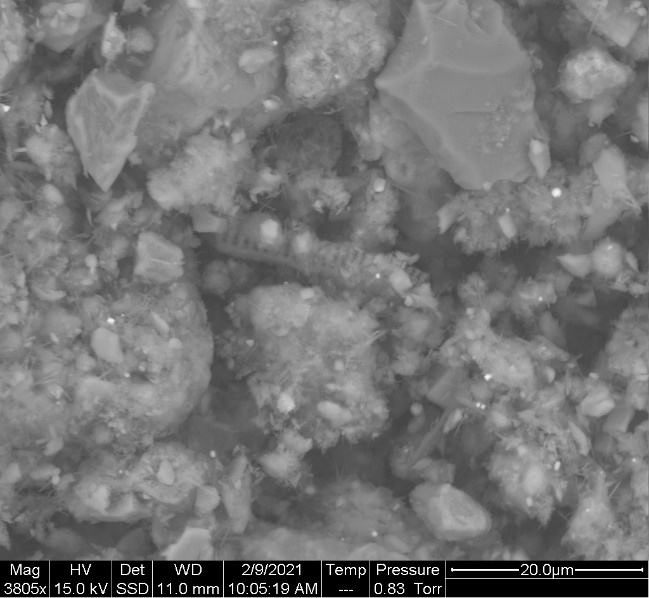 Mag HV Det WD 2/9/2021 Temp Pressure 20.0µm
3805x 15.0 kV SSD 11.0 mm 10:05:19 AM --- 0.83 Torr